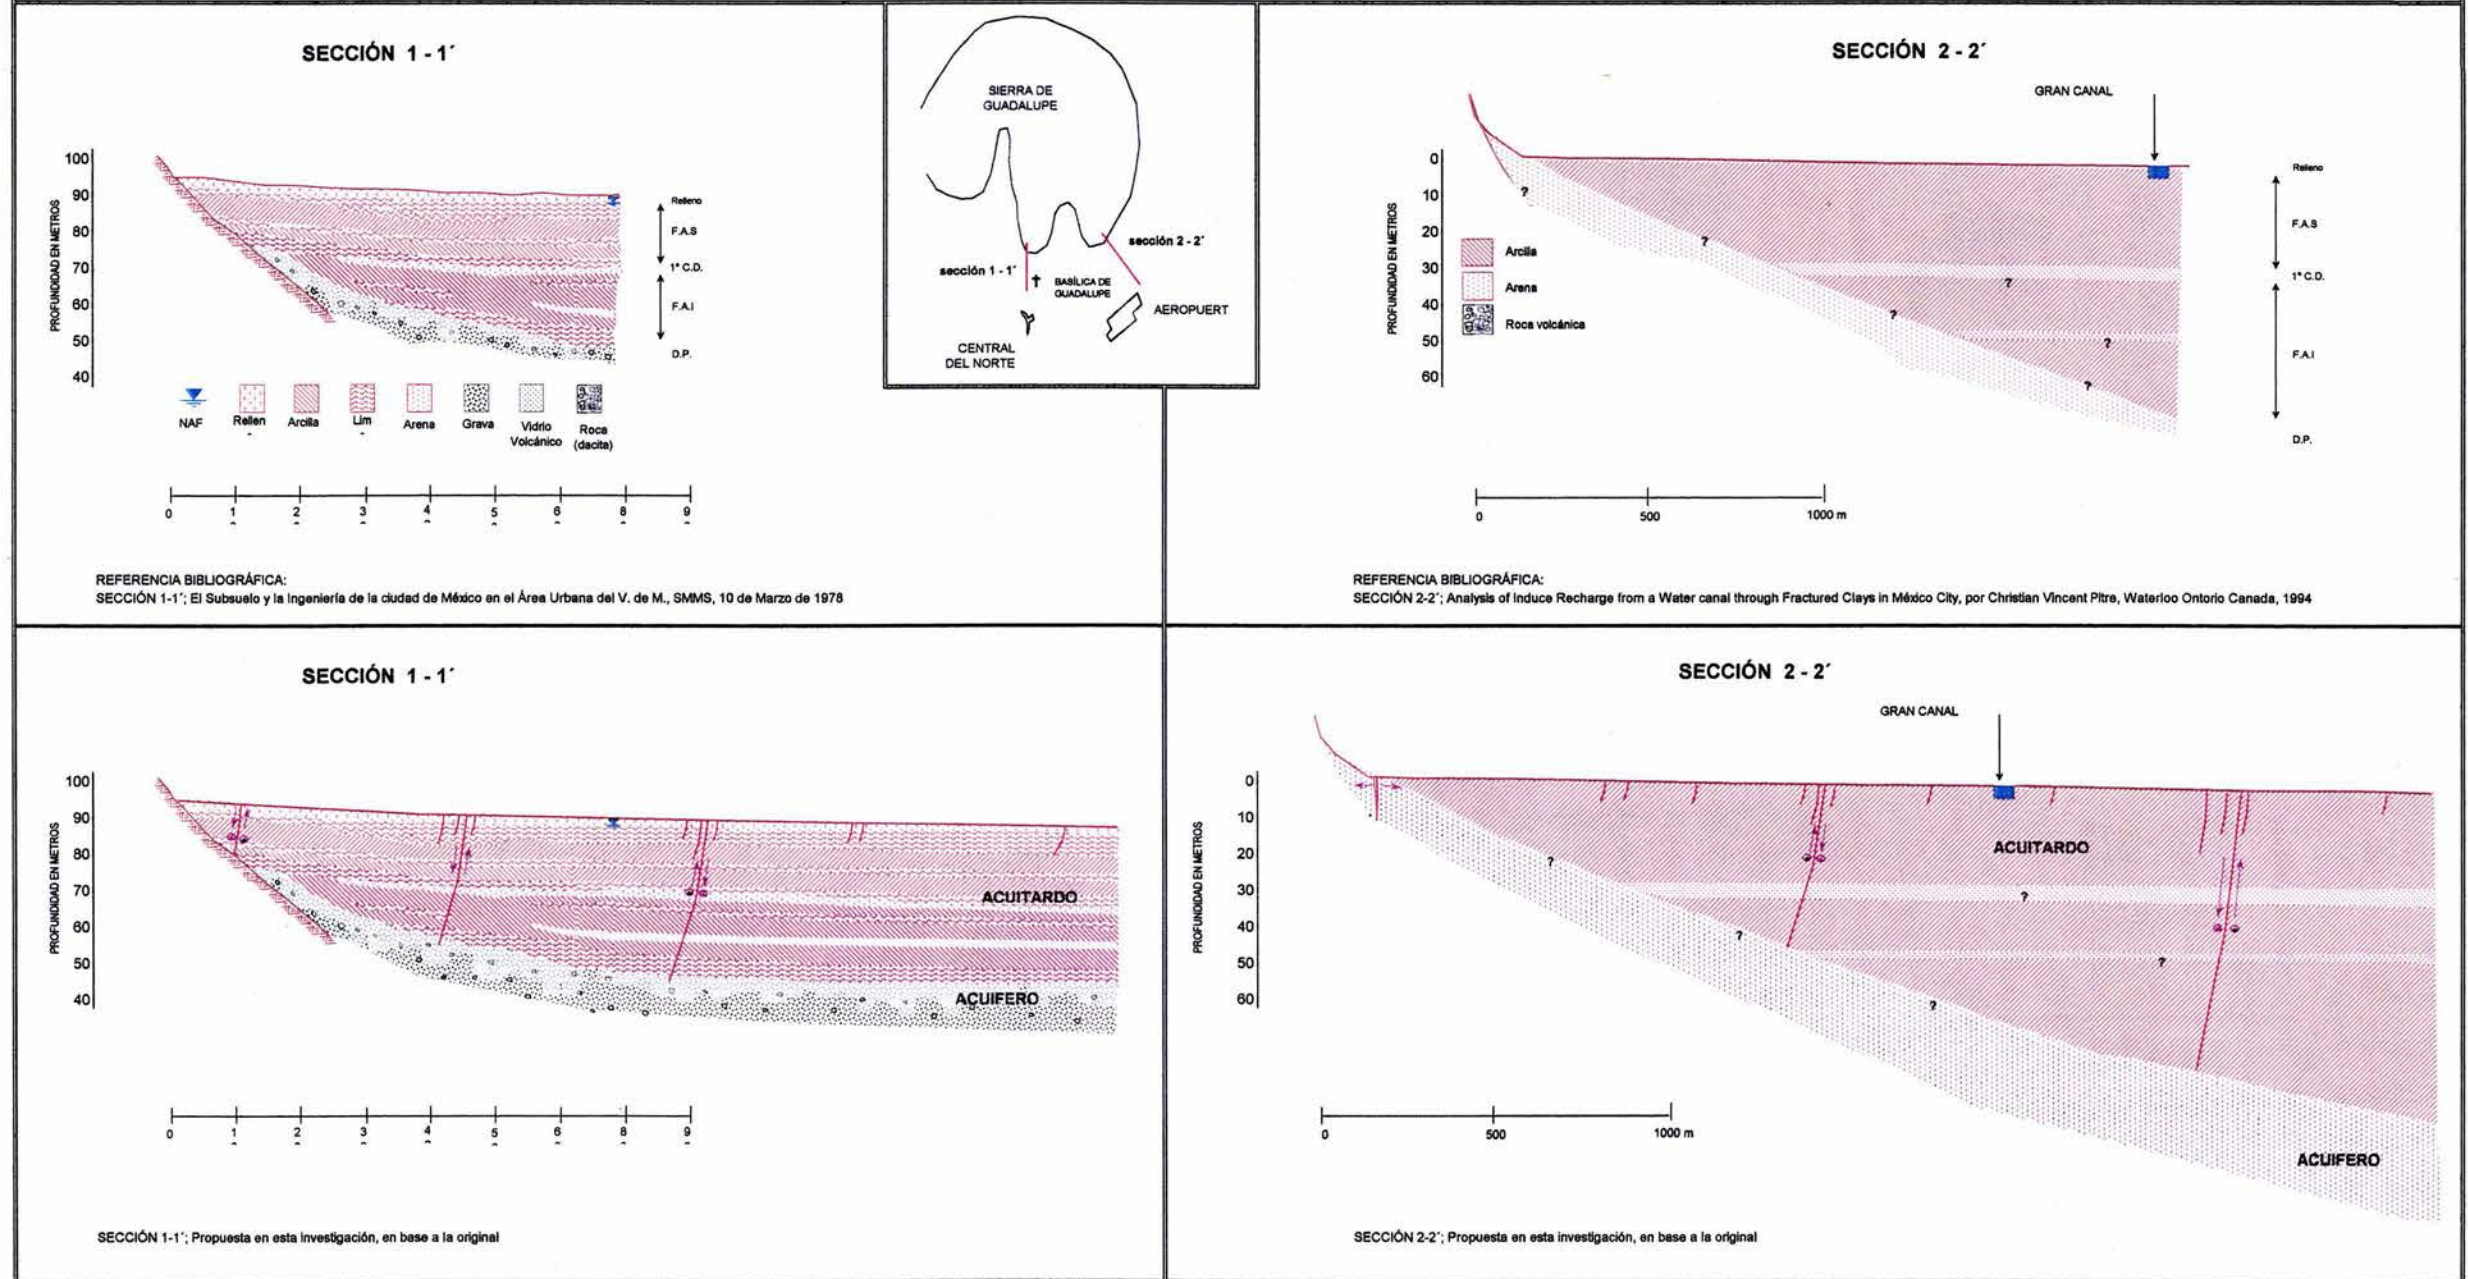 SECCIÓN 1 - 1´
PROFUNDIDAD EN METROS
100
90
80
70
60
50
40
Relleno
F.A.S
1ª C.D.
F.A.I
D.P.
NAF
Rellen
Arcilla
Lim
Arena
Grava
Vidrio
Volcánico
Roca
(dacita)
0 1 2 3 4 5 6 8 9
REFERENCIA BIBLIOGRÁFICA:
SECCIÓN 1-1´; El Subsuelo y la Ingeniería de la ciudad de México en el Área Urbana del V. de M., SMMS, 10 de Marzo de 1978
SIERRA DE
GUADALUPE
sección 2 - 2´
sección 1 - 1´
BASÍLICA DE
GUADALUPE
AEROPUERT
CENTRAL
DEL NORTE
SECCIÓN 2 - 2´
GRAN CANAL
PROFUNDIDAD EN METROS
0
10
20
30
40
50
60
Arcilla
Arena
Roca volcánica
?
?
?
?
?
?
Relleno
F.A.S
1ª C.D.
F.A.I
D.P.
0 500 1000 m
REFERENCIA BIBLIOGRÁFICA:
SECCIÓN 2-2´; Analysis of Induce Recharge from a Water canal through Fractured Clays in México City, por Christian Vincent Pitre, Waterloo Ontorio Canada, 1994
SECCIÓN 1 - 1´
PROFUNDIDAD EN METROS
100
90
80
70
60
50
40
ACUITARDO
ACUIFERO
0 1 2 3 4 5 6 8 9
SECCIÓN 1-1´; Propuesta en esta investigación, en base a la original
SECCIÓN 2 - 2´
GRAN CANAL
PROFUNDIDAD EN METROS
0
10
20
30
40
50
60
ACUITARDO
?
?
?
?
?
ACUIFERO
0 500 1000 m
SECCIÓN 2-2´; Propuesta en esta investigación, en base a la original